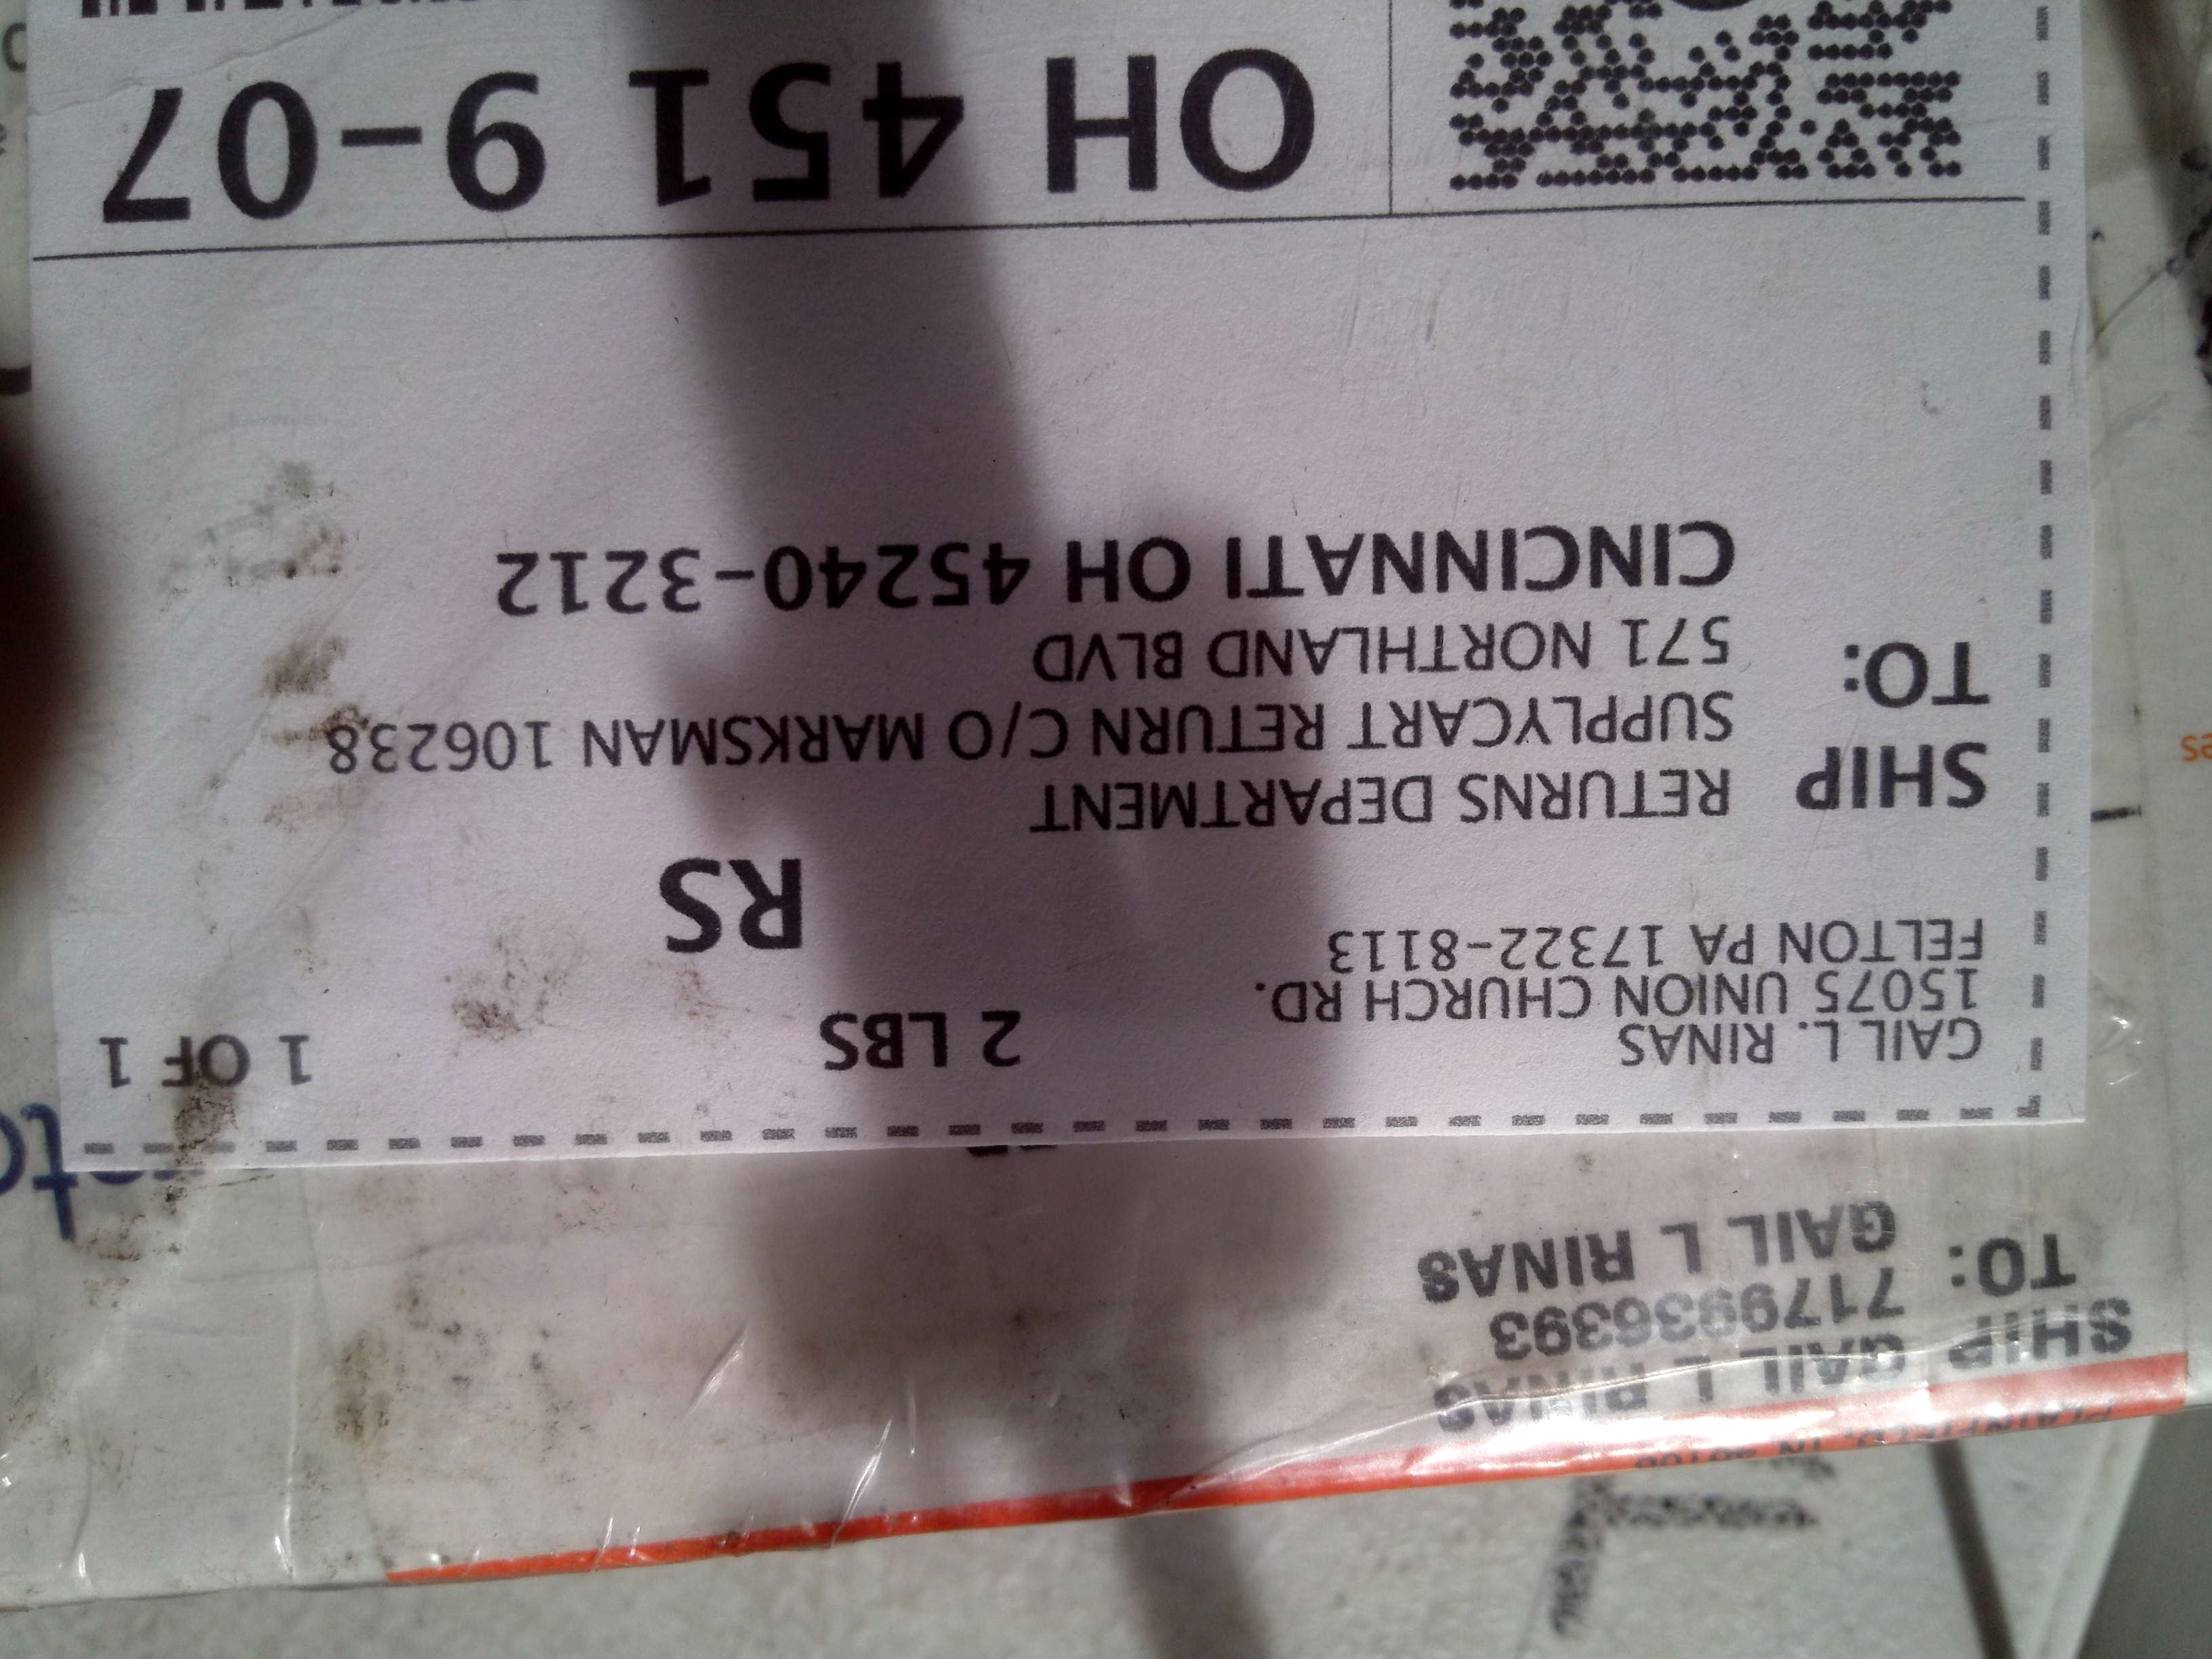 PLAINFIELD, IN
SHIP
TO:
GAIL L RINAS
7179936393
GAIL L RINAS
GAIL L. RINAS
15075 UNION CHURCH RD.
FELTON PA 17322-8113
2 LBS
1 OF 1
RS
SHIP
TO:
RETURNS DEPARTMENT
SUPPLYCART RETURN C/O MARKSMAN 106238
571 NORTHLAND BLVD
CINCINNATI OH 45240-3212
OH 451 9-07